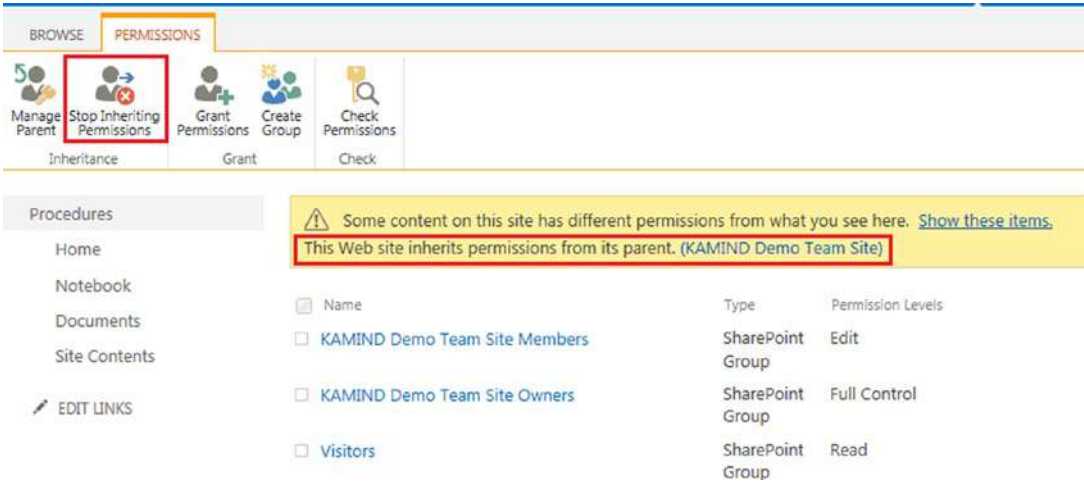 BROWSE PERMISSIONS
Manage Parent
Stop Inheriting Permissions
Grant Permissions
Create Group
Check Permissions
Inheritance Grant Check
Procedures
Home
Notebook
Documents
Site Contents
EDIT LINKS
Some content on this site has different permissions from what you see here. Show these items.
This Web site inherits permissions from its parent. (KAMIND Demo Team Site)
Name Type Permission Levels
KAMIND Demo Team Site Members SharePoint Group Edit
KAMIND Demo Team Site Owners SharePoint Group Full Control
Visitors SharePoint Group Read